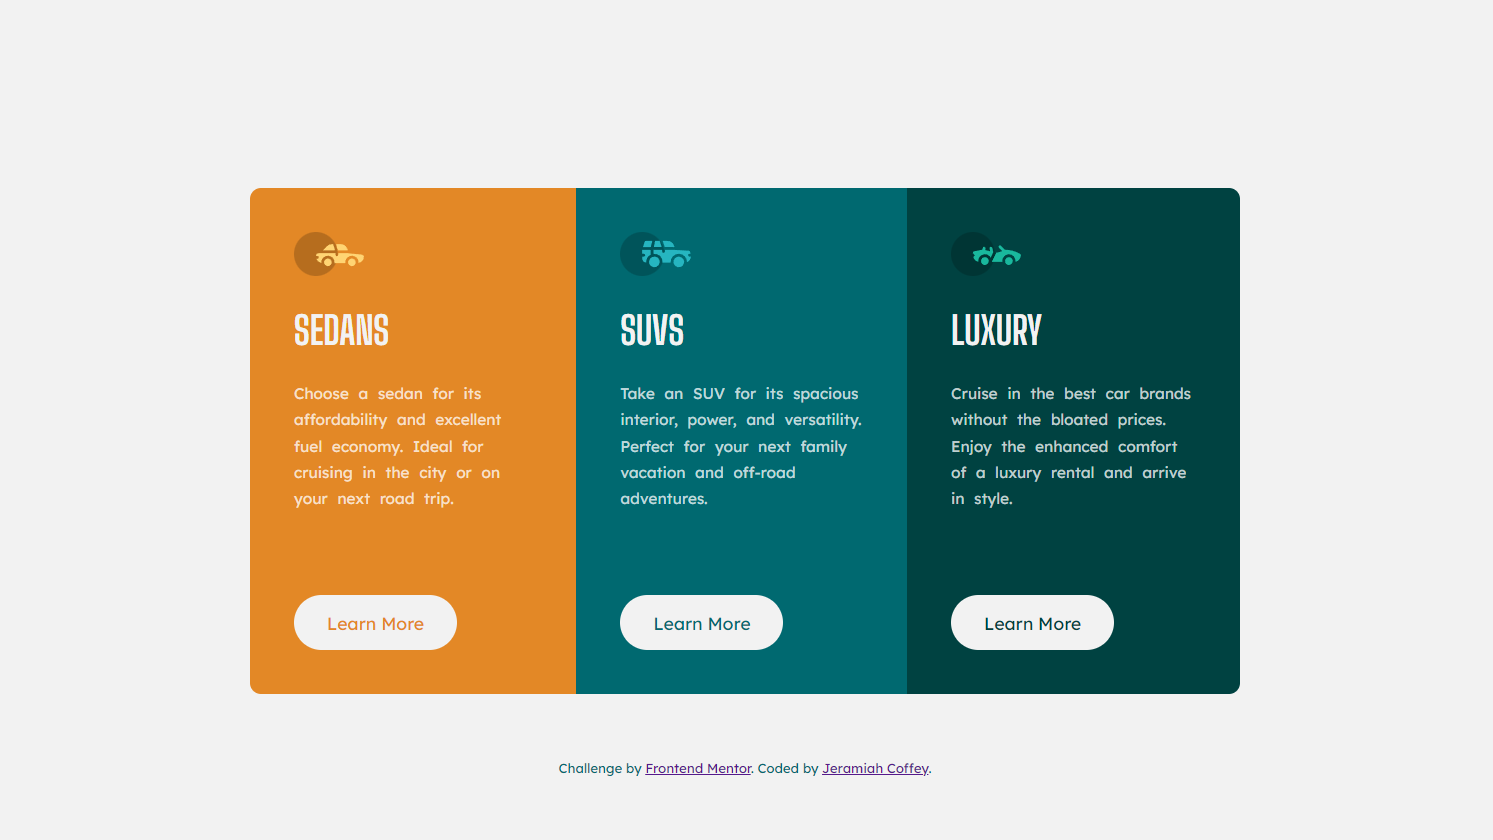 SEDANS
Choose a sedan for its
affordability and excellent
fuel economy. Ideal for
cruising in the city or on
your next road trip.
Learn More
SUVS
Take an SUV for its spacious
interior, power, and versatility.
Perfect for your next family
vacation and off-road
adventures.
Learn More
LUXURY
Cruise in the best car brands
without the bloated prices.
Enjoy the enhanced comfort
of a luxury rental and arrive
in style.
Learn More
Challenge by Frontend Mentor. Coded by Jeramiah Coffey.